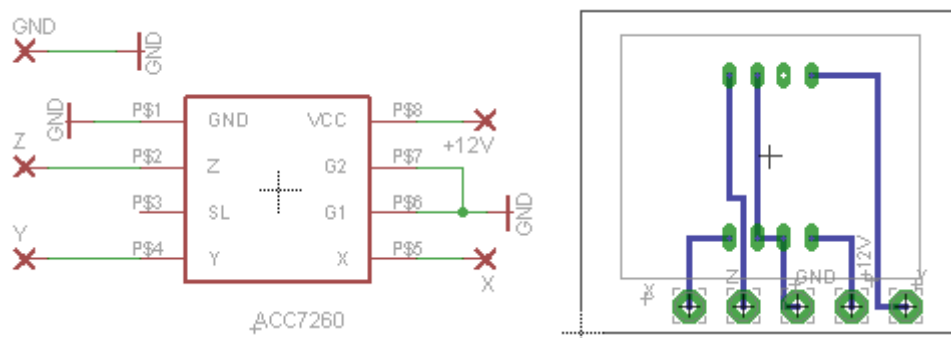 GND
GND
GND
P$1
GND
VCC
P$8
+12V
Z
P$2
Z
G2
P$7
P$3
SL
G1
P$6
GND
Y
P$4
Y
X
P$5
X
ACC7260
X
Z
GND
+12V
Y